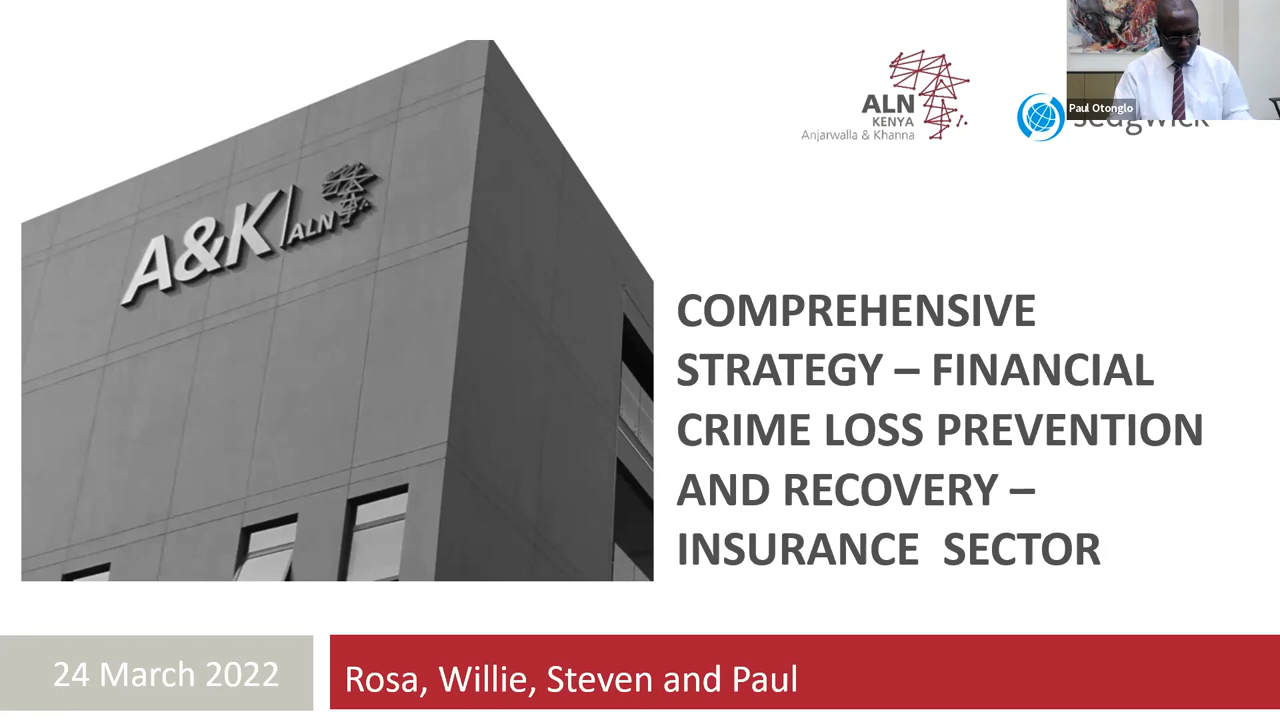 ALN
KENYA
Anjarwalla & Khanna
Paul Otonglo
sedgwick
A&K
ALN
COMPREHENSIVE
STRATEGY – FINANCIAL
CRIME LOSS PREVENTION
AND RECOVERY –
INSURANCE SECTOR
24 March 2022
Rosa, Willie, Steven and Paul